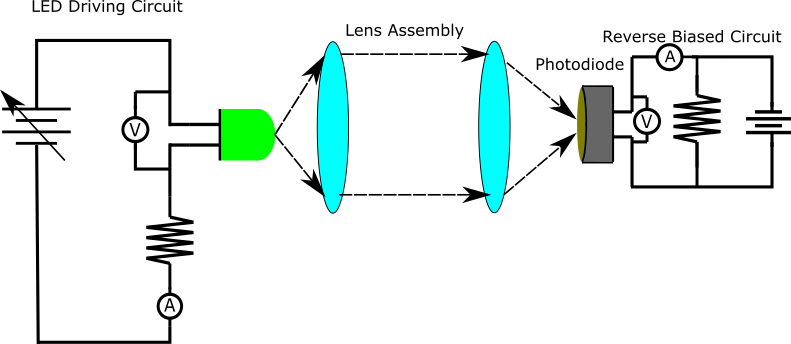 LED Driving Circuit
Lens Assembly
Reverse Biased Circuit
Photodiode
A
V
V
A